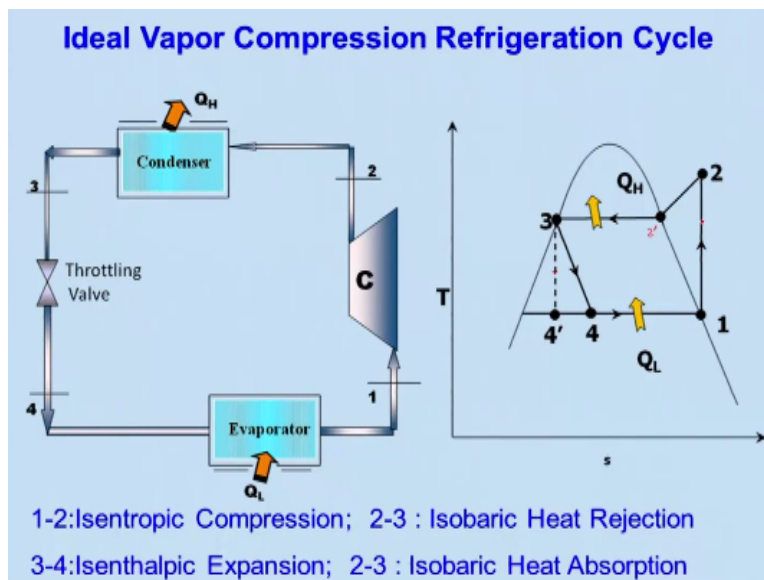 Ideal Vapor Compression Refrigeration Cycle
QH
Condenser
2
3
Throttling
Valve
C
4
1
Evaporator
QL
T
2
QH
3
2'
4'
4
1
QL
s
1-2:Isentropic Compression; 2-3 : Isobaric Heat Rejection
3-4:Isenthalpic Expansion; 2-3 : Isobaric Heat Absorption